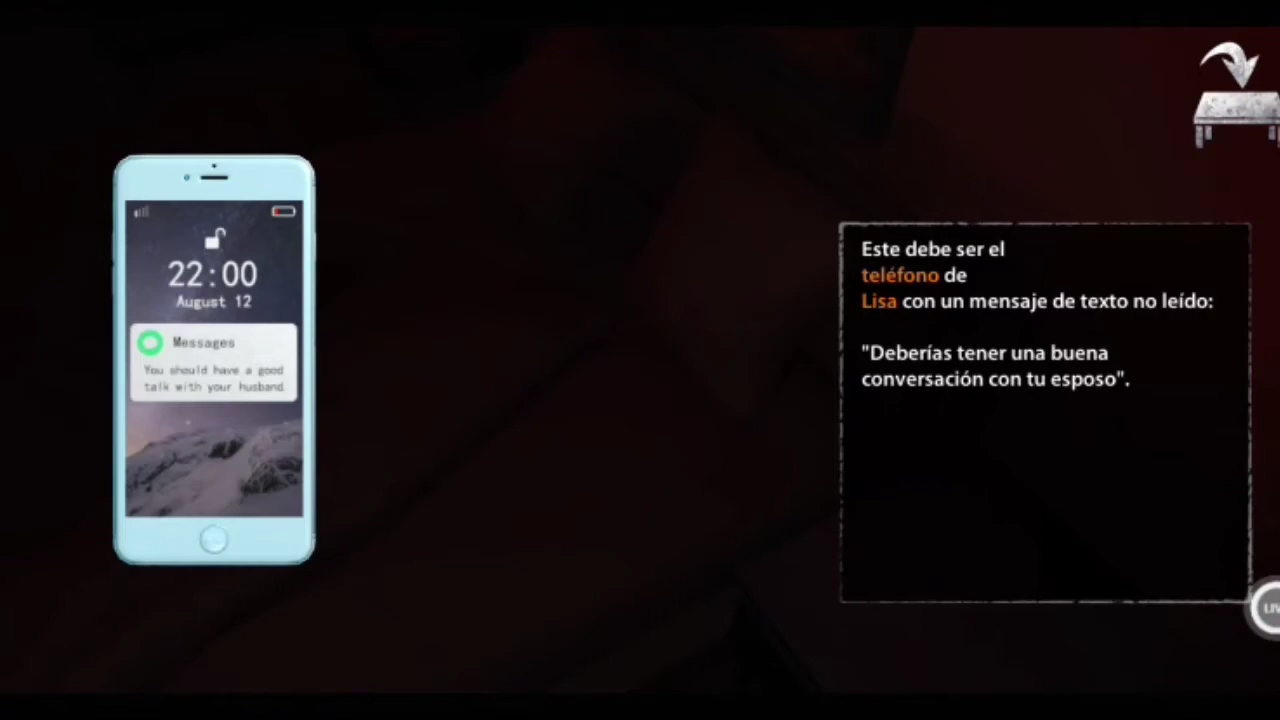 22:00
August 12
Messages
You should have a good
talk with your husband
Este debe ser el
teléfono de
Lisa con un mensaje de texto no leído:
"Deberías tener una buena
conversación con tu esposo".